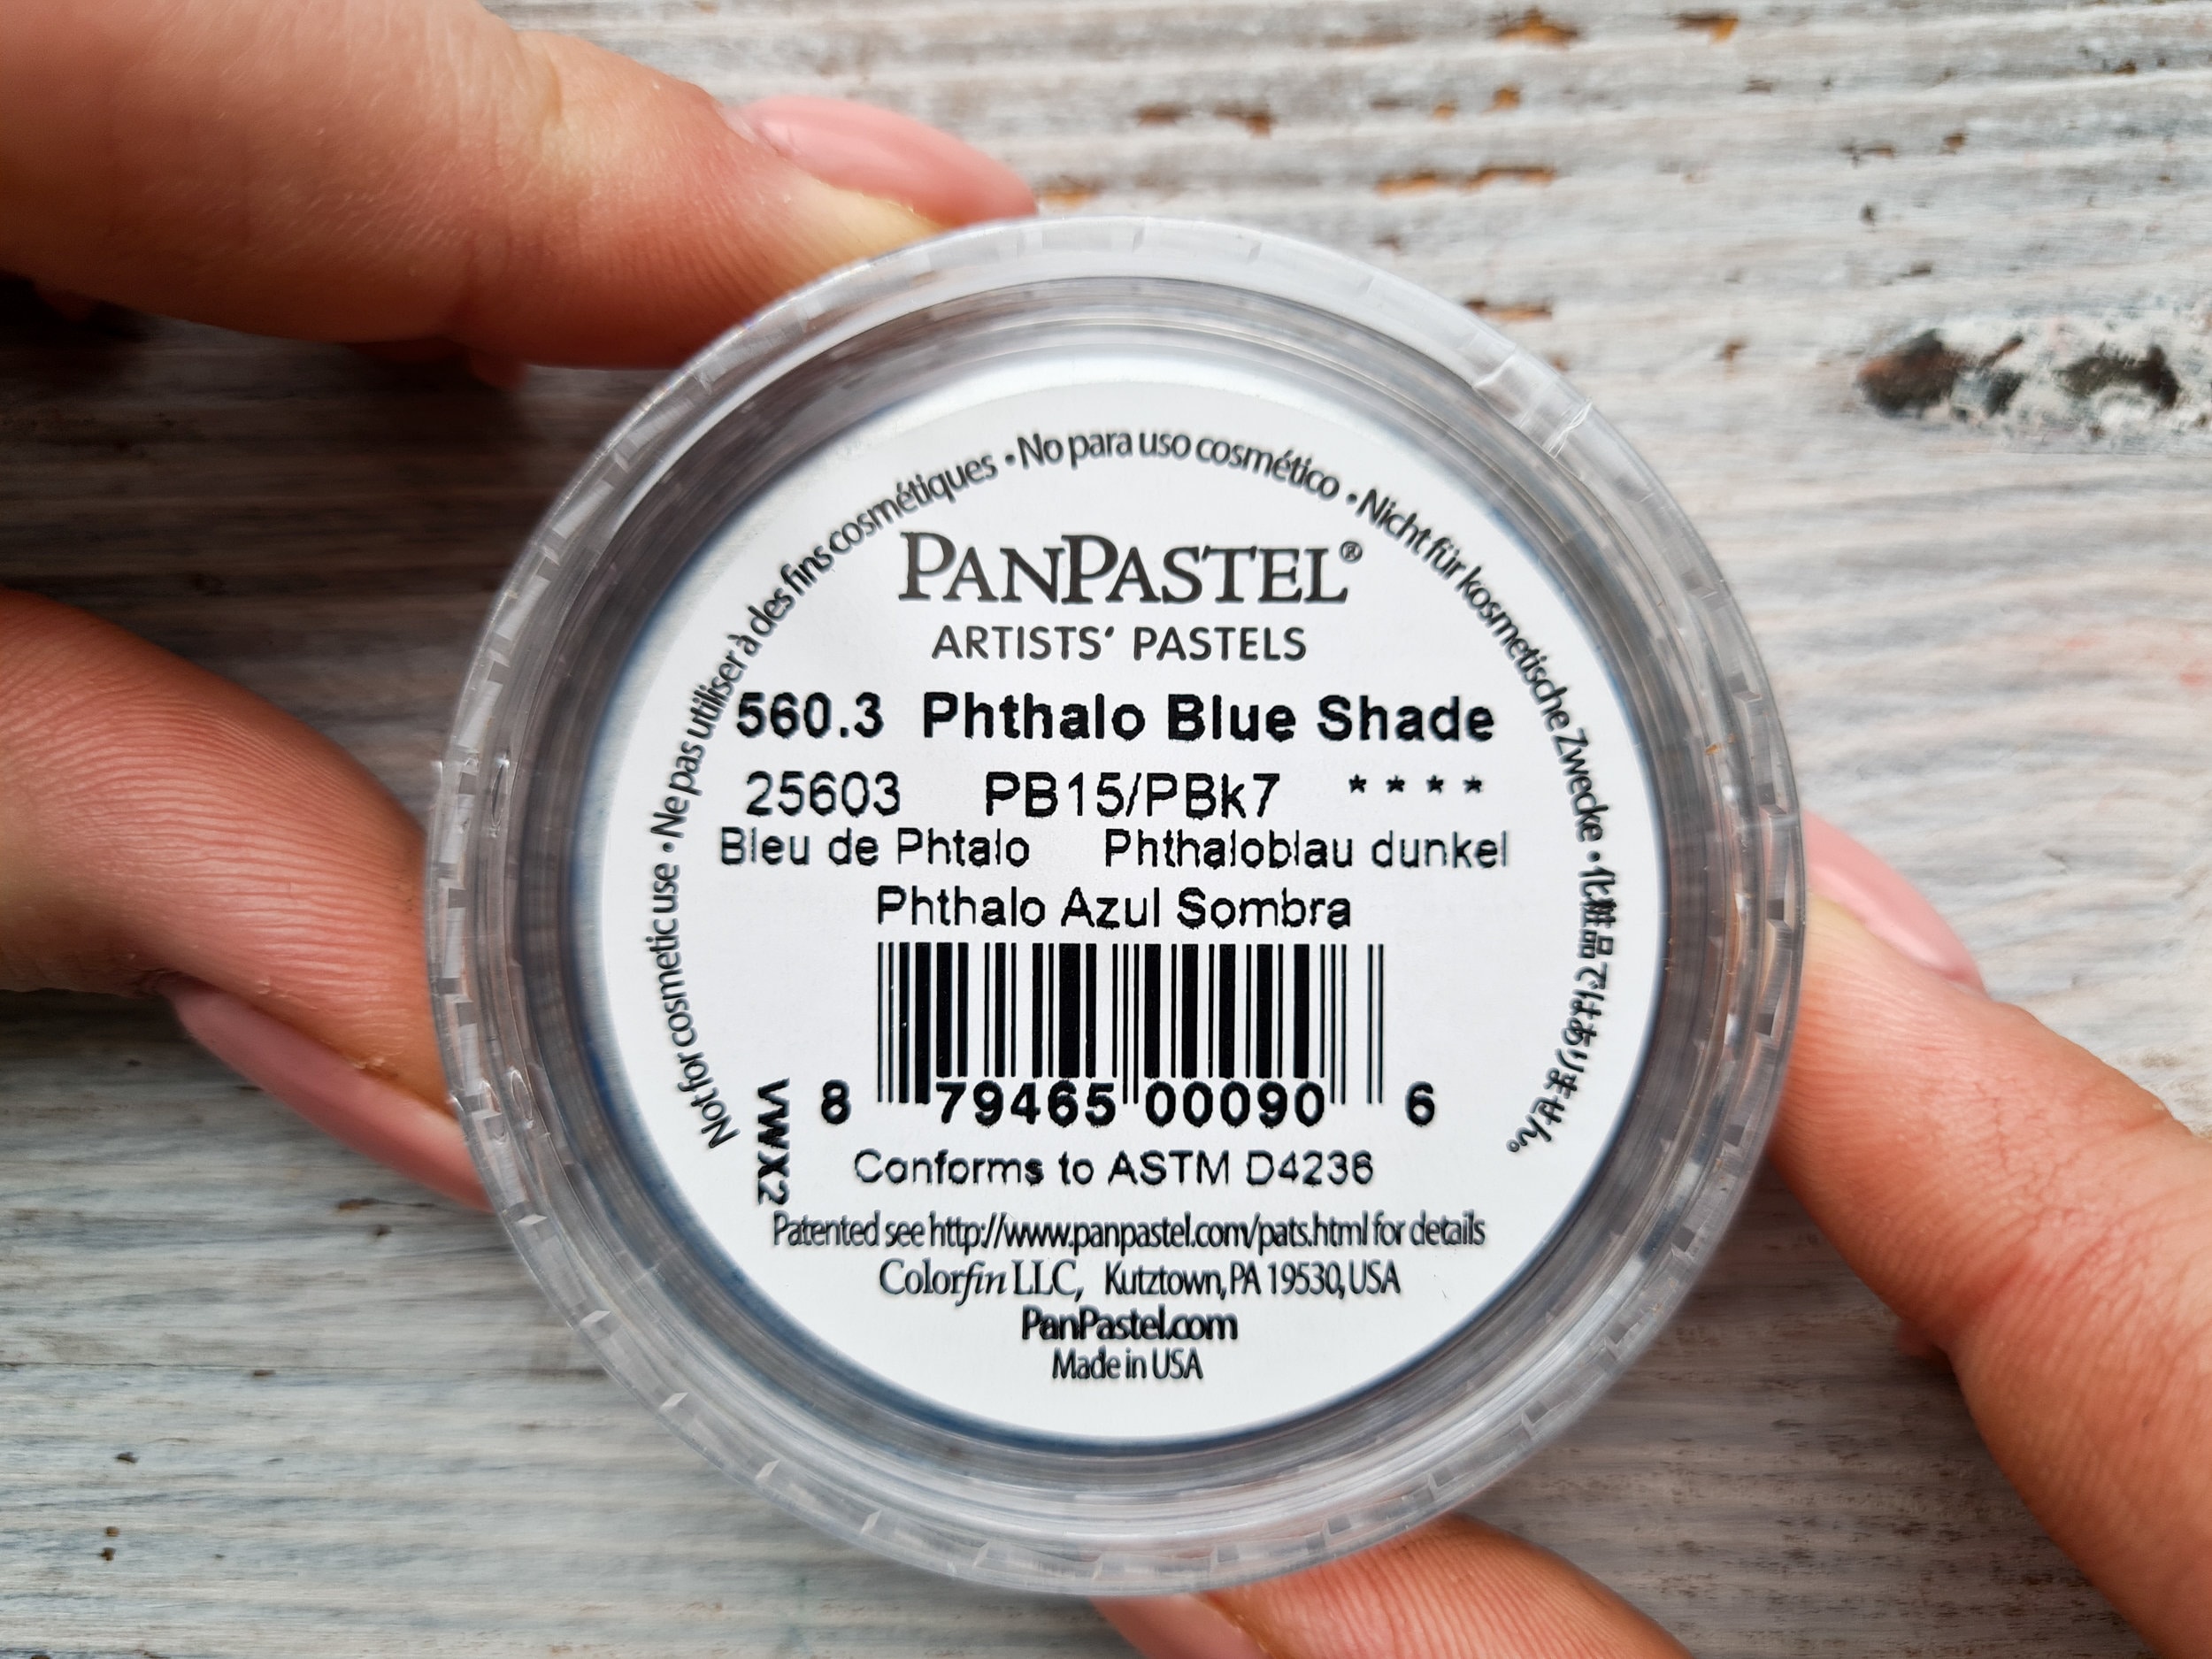 Not for cosmetic use • Ne pas utiliser à des fins cosmétiques • No para uso cosmético • Nicht für kosmetische Zwecke • 化粧品ではありません。
PANPASTEL®
ARTISTS’ PASTELS
560.3 Phthalo Blue Shade
25603 PB15/PBk7 * * * *
Bleu de Phtalo Phthaloblau dunkel
Phthalo Azul Sombra
8 79465 00090 6
VWX2
Conforms to ASTM D4236
Patented see http://www.panpastel.com/pats.html for details
Colorfin LLC, Kutztown, PA 19530, USA
PanPastel.com
Made in USA